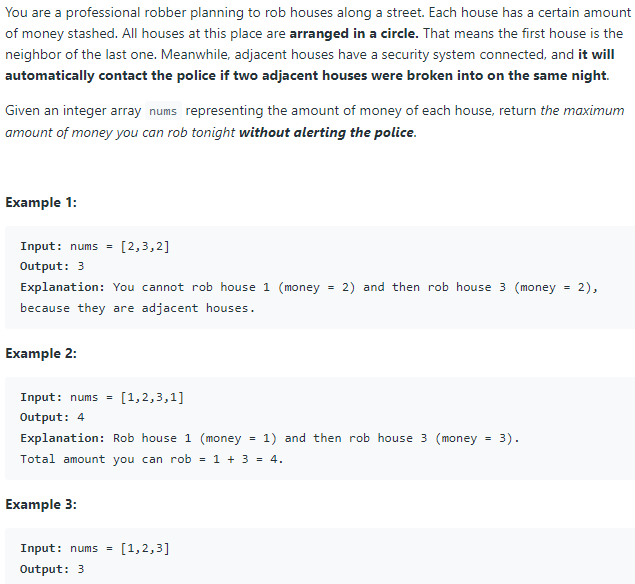 You are a professional robber planning to rob houses along a street. Each house has a certain amount
of money stashed. All houses at this place are arranged in a circle. That means the first house is the
neighbor of the last one. Meanwhile, adjacent houses have a security system connected, and it will
automatically contact the police if two adjacent houses were broken into on the same night.
Given an integer array nums representing the amount of money of each house, return the maximum
amount of money you can rob tonight without alerting the police.
Example 1:
Input: nums = [2,3,2]
Output: 3
Explanation: You cannot rob house 1 (money = 2) and then rob house 3 (money = 2),
because they are adjacent houses.
Example 2:
Input: nums = [1,2,3,1]
Output: 4
Explanation: Rob house 1 (money = 1) and then rob house 3 (money = 3).
Total amount you can rob = 1 + 3 = 4.
Example 3:
Input: nums = [1,2,3]
Output: 3